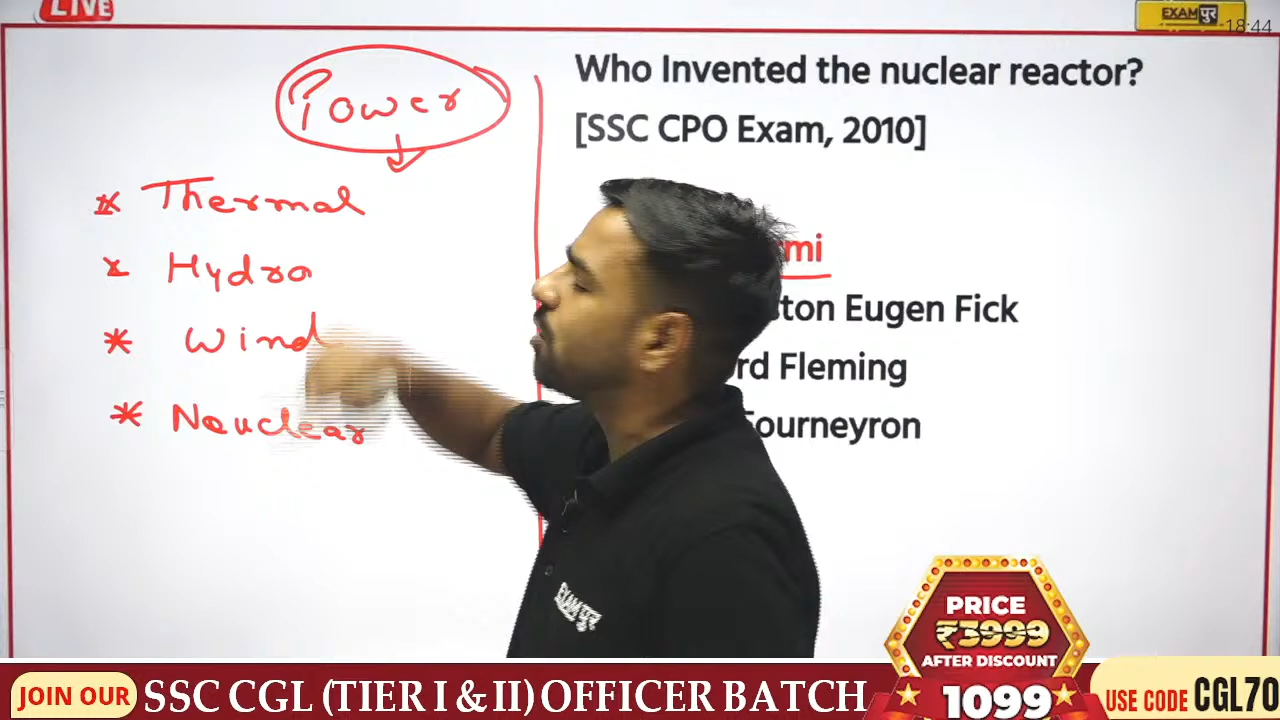 LIVE
EXAMपुर
18:44
Power
* Thermal
* Hydro
* Wind
* Nauclear
Who Invented the nuclear reactor?
[SSC CPO Exam, 2010]
mi
ston Eugen Fick
rd Fleming
Fourneyron
EXAMपुर
PRICE
₹3999
AFTER DISCOUNT
1099
JOIN OUR SSC CGL (TIER I & II) OFFICER BATCH
USE CODE CGL70